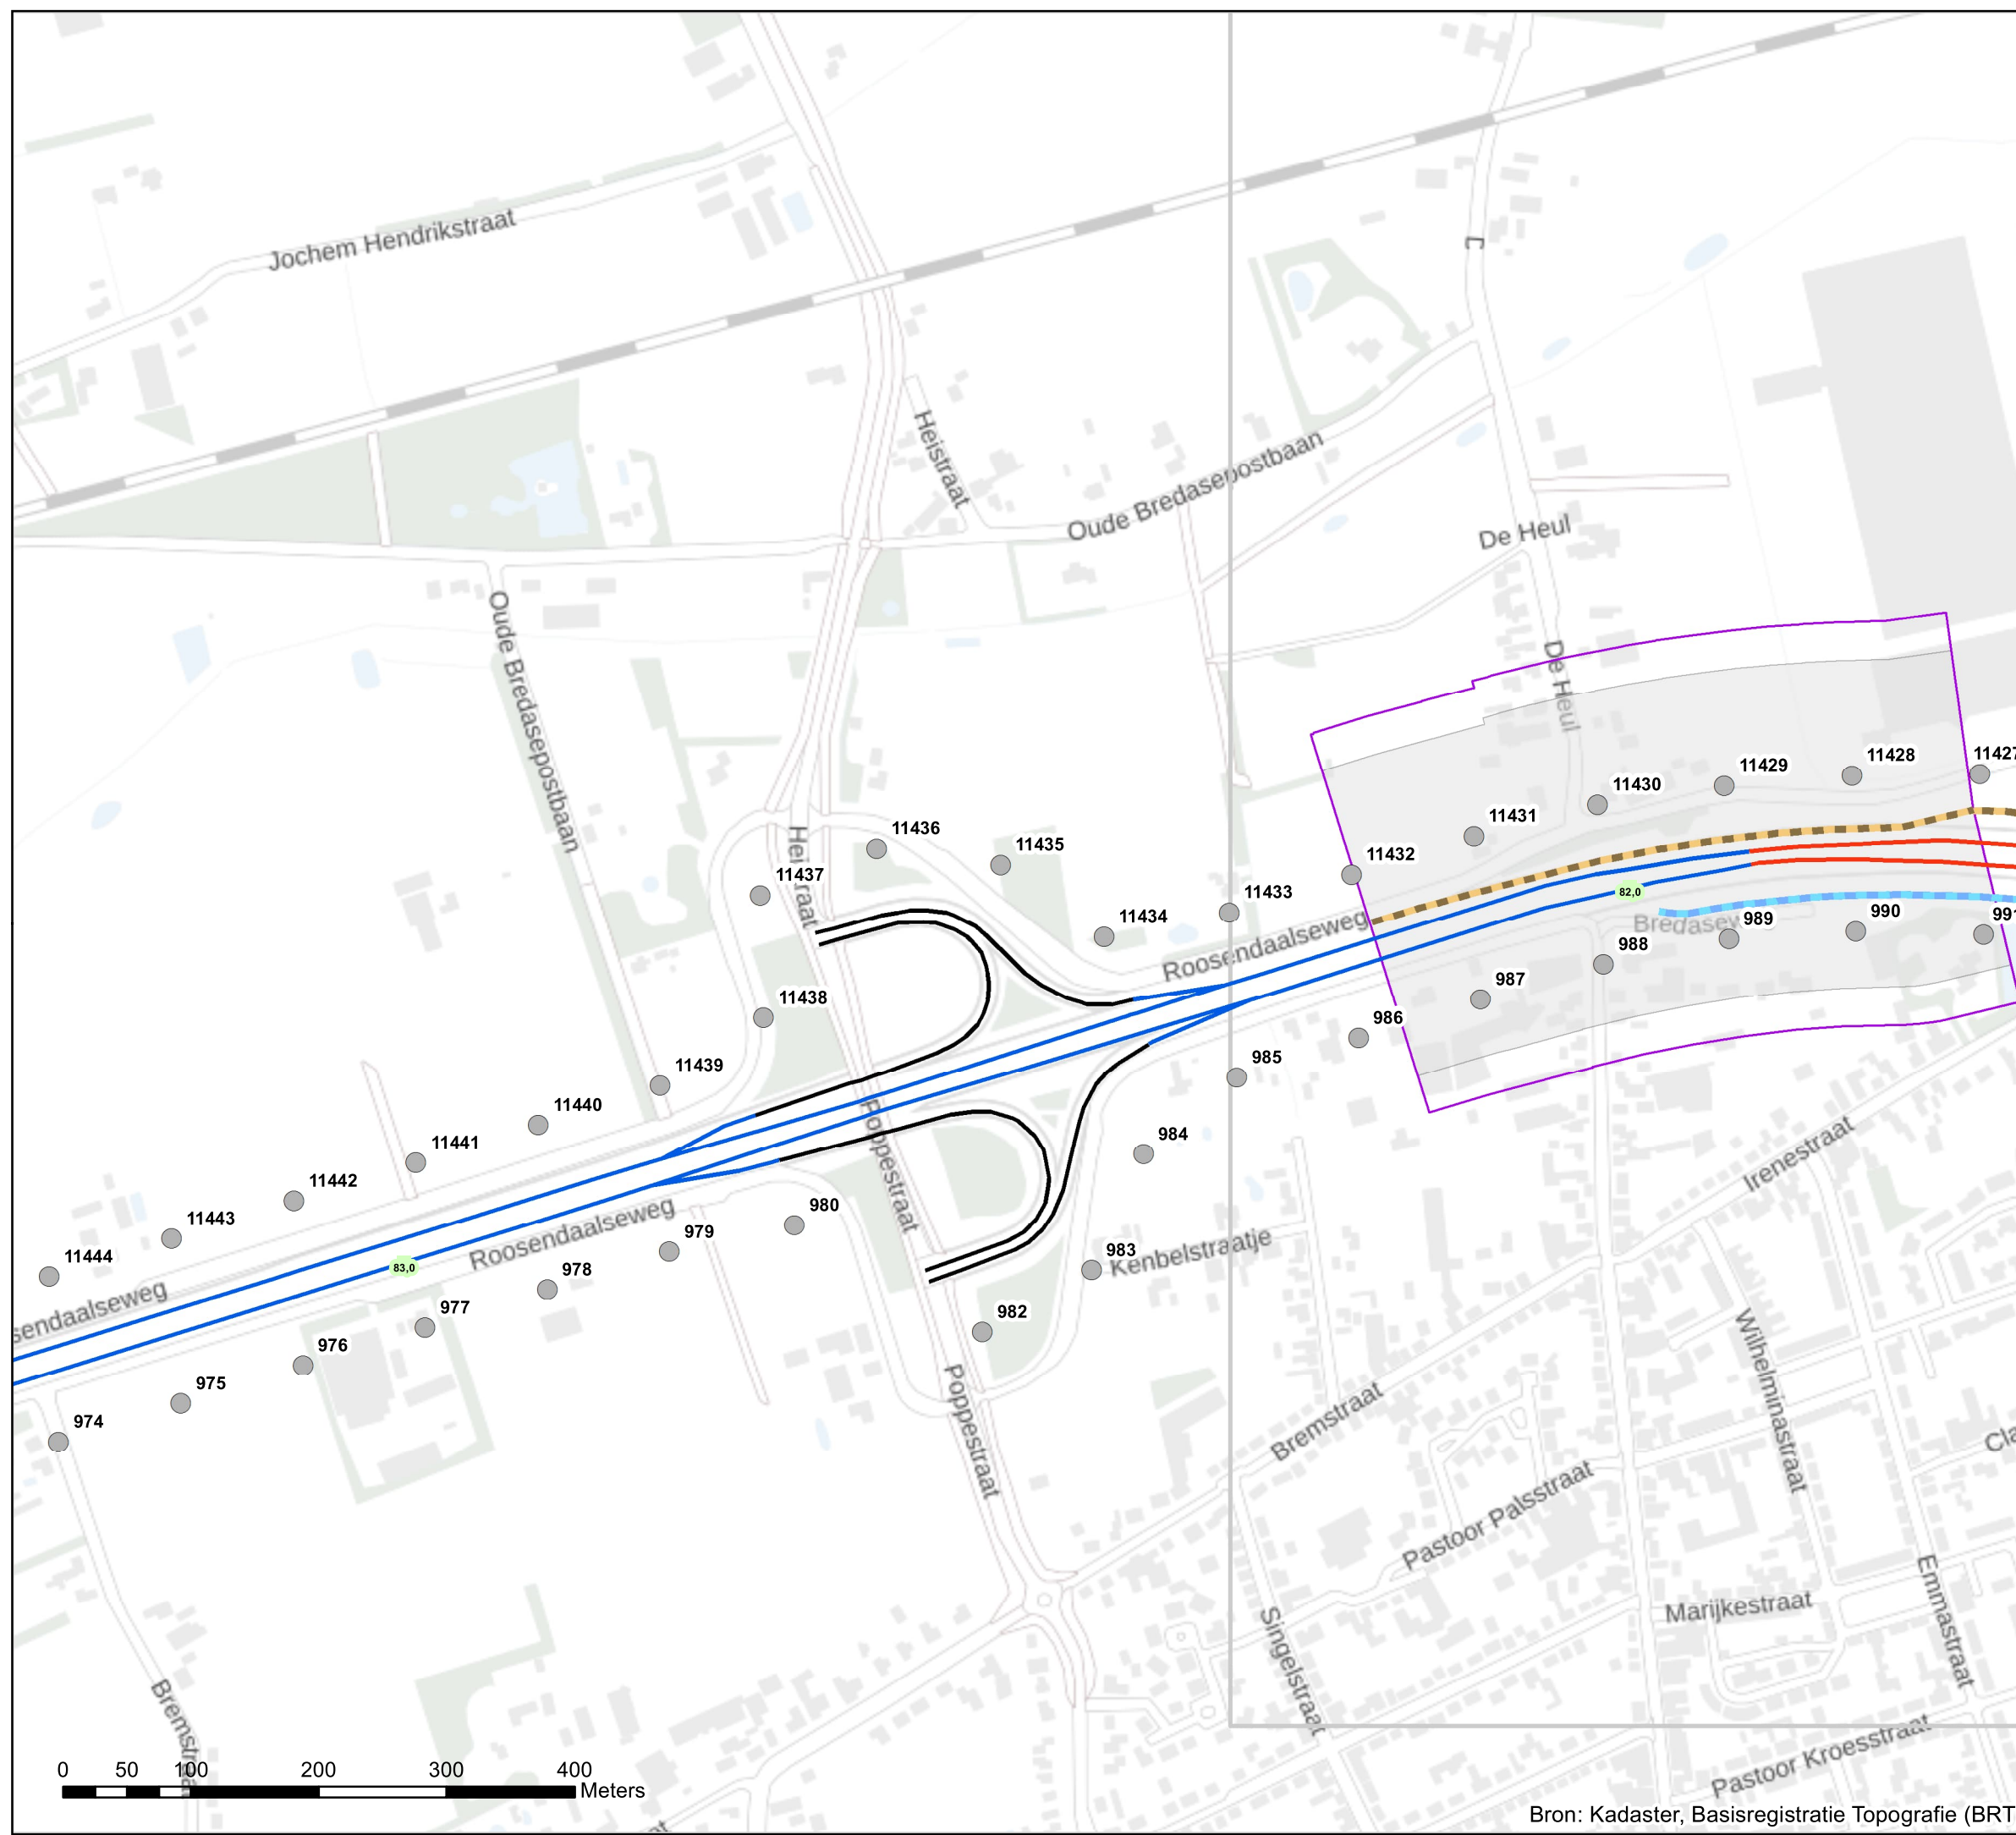 Jochem Hendrikstraat
Heistraat
Oude Bredasepostbaan
De Heul
Oude Bredasepostbaan
De Heul
11427
11428
11429
11430
11431
11432
11433
11434
11435
11436
11437
11438
11439
11440
11441
11442
11443
11444
Roosendaalseweg
82,0
991
990
989
988
987
986
985
984
983
982
980
979
978
977
976
975
974
Poppestraat
Kenbelstraatje
Irenestraat
Roosendaalseweg
83,0
sendaalseweg
Poppestraat
Bremstraat
Wilhelminastraat
Pastoor Palsstraat
Marijkestraat
Emmastraat
Singelstraat
Pastoor Kroesstraat
0 50 100 200 300 400
Meters
Bron: Kadaster, Basisregistratie Topografie (BRT